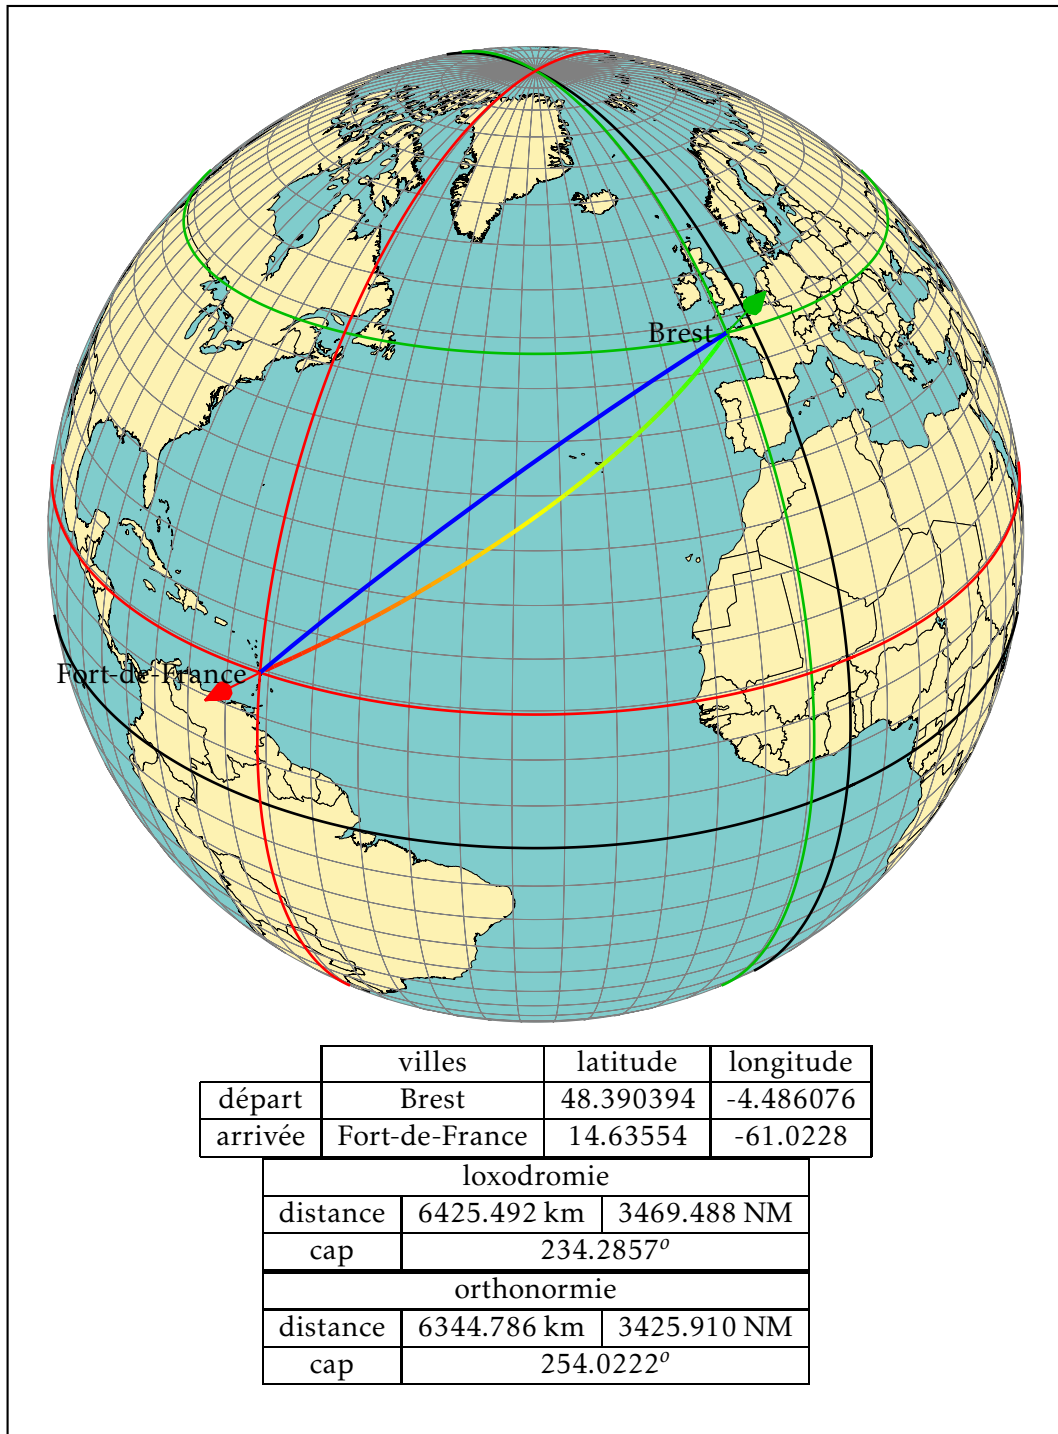 Brest
Fort-de-France
villes latitude longitude
départ Brest 48.390394 -4.486076
arrivée Fort-de-France 14.63554 -61.0228
loxodromie
distance 6425.492 km 3469.488 NM
cap 234.2857º
orthonormie
distance 6344.786 km 3425.910 NM
cap 254.0222º